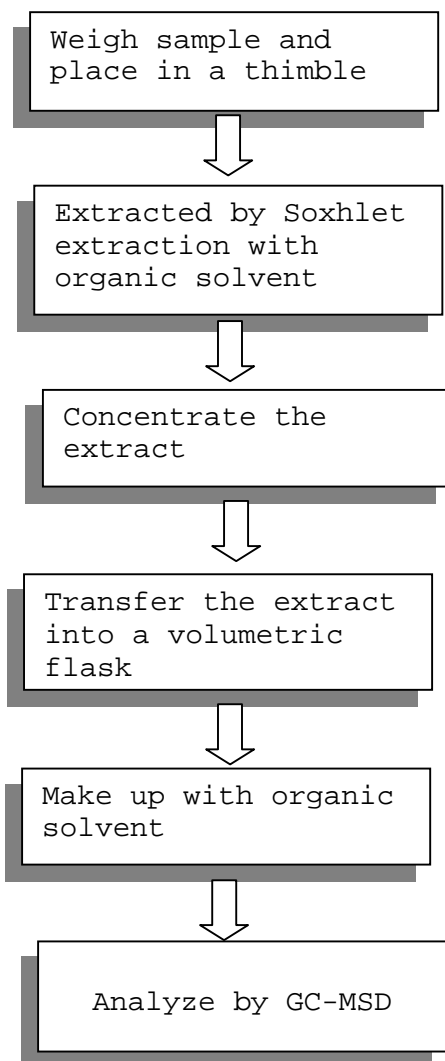 Weigh sample and
place in a thimble
Extracted by Soxhlet
extraction with
organic solvent
Concentrate the
extract
Transfer the extract
into a volumetric
flask
Make up with organic
solvent
Analyze by GC-MSD